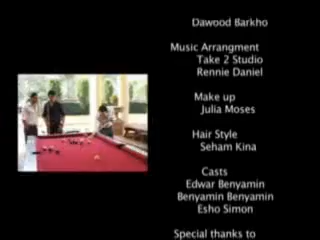 Dawood Barkho
Music Arrangment
Take 2 Studio
Rennie Daniel
Make up
Julia Moses
Hair Style
Seham Kina
Casts
Edwar Benyamin
Benyamin Benyamin
Esho Simon
Special thanks to